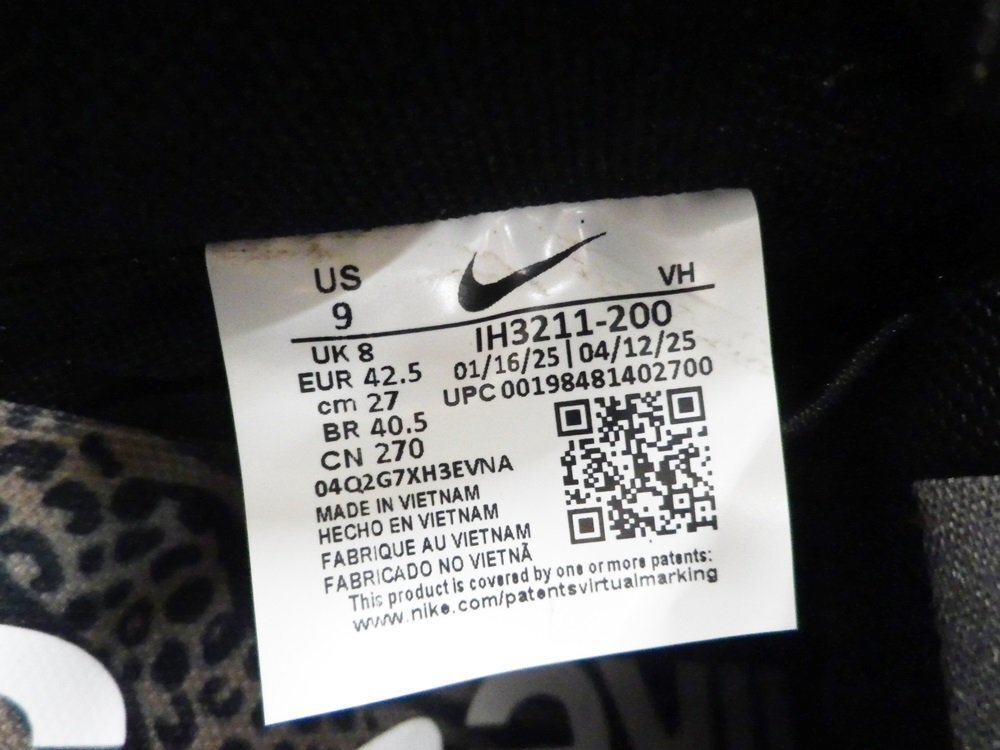 US
9
VH
IH3211-200
01/16/25 | 04/12/25
UPC 00198481402700
UK 8
EUR 42.5
cm 27
BR 40.5
CN 270
04Q2G7XH3EVNA
MADE IN VIETNAM
HECHO EN VIETNAM
FABRIQUE AU VIETNAM
FABRICADO NO VIETNÃ
This product is covered by one or more patents:
www.nike.com/patentsvirtualmarking